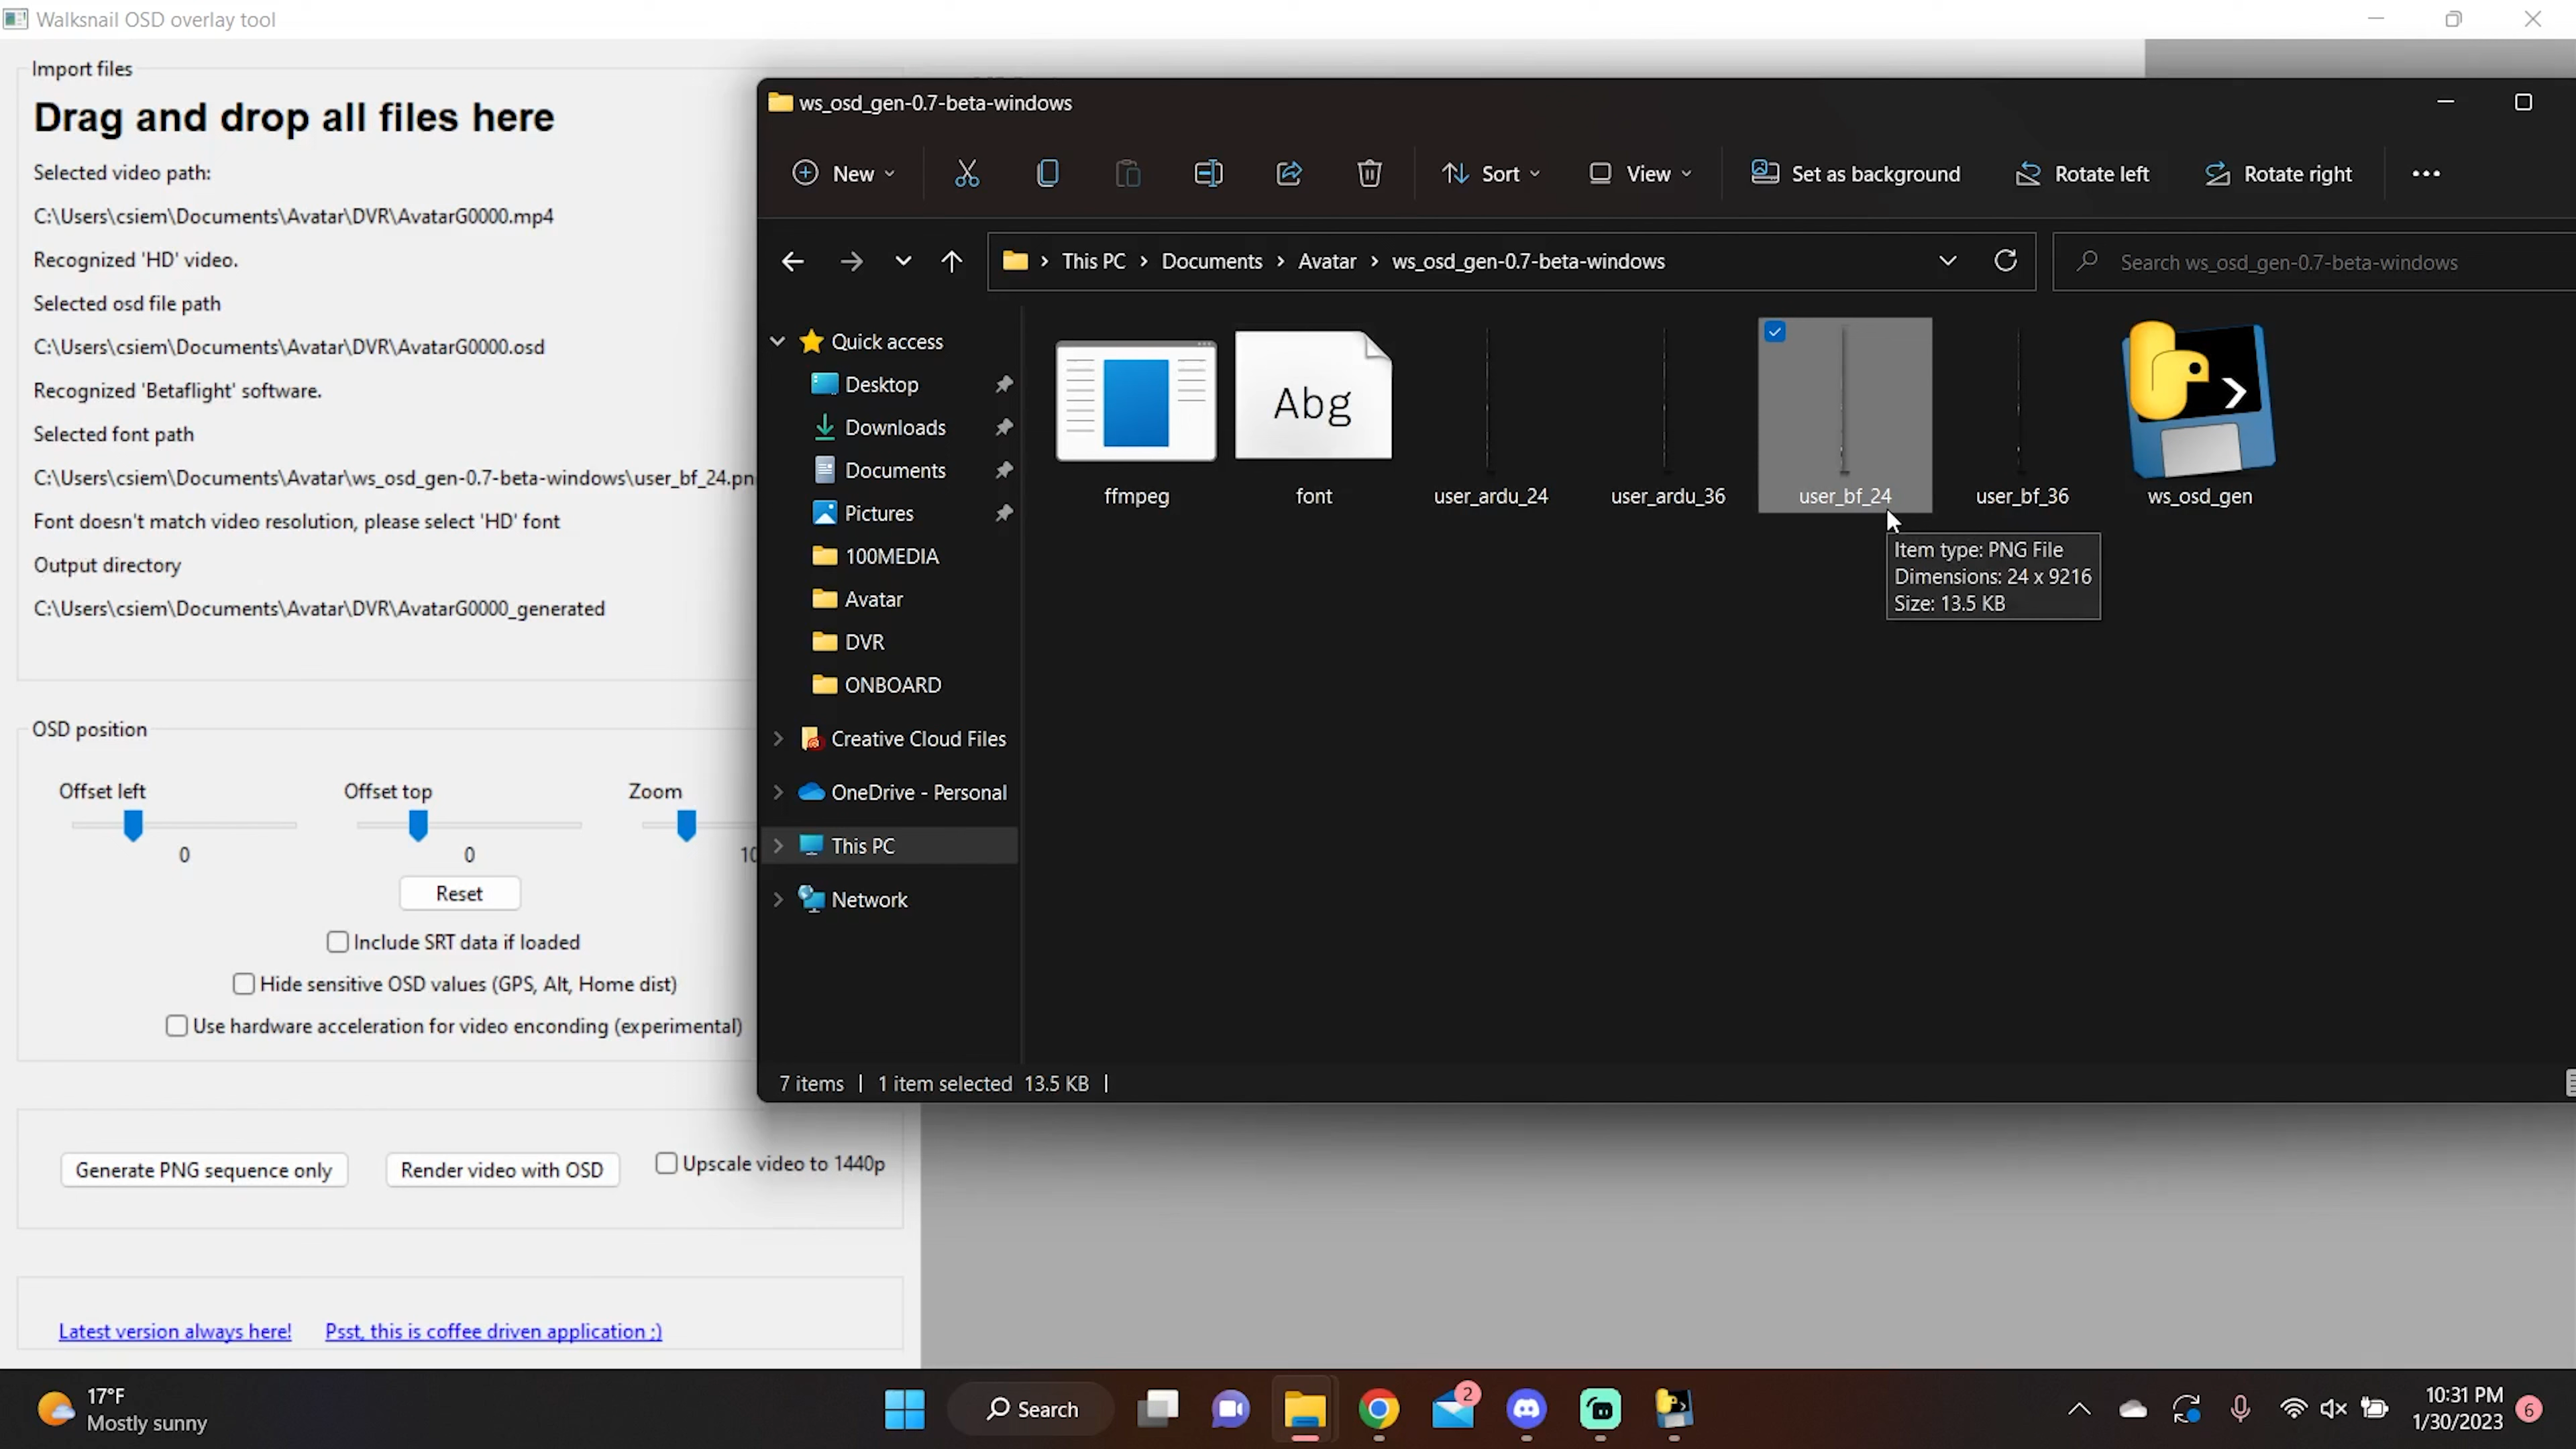 Walksnail OSD overlay tool
Import files
Drag and drop all files here
Selected video path:
C:\Users\csiem\Documents\Avatar\DVR\AvatarG0000.mp4
Recognized 'HD' video.
Selected osd file path
C:\Users\csiem\Documents\Avatar\DVR\AvatarG0000.osd
Recognized 'Betaflight' software.
Selected font path
C:\Users\csiem\Documents\Avatar\ws_osd_gen-0.7-beta-windows\user_bf_24.pn
Font doesn't match video resolution, please select 'HD' font
Output directory
C:\Users\csiem\Documents\Avatar\DVR\AvatarG0000_generated
OSD position
Offset left Offset top Zoom
0 0 10
Reset
Include SRT data if loaded
Hide sensitive OSD values (GPS, Alt, Home dist)
Use hardware acceleration for video enconding (experimental)
Generate PNG sequence only Render video with OSD Upscale video to 1440p
Latest version always here! Psst, this is coffee driven application ;)
ws_osd_gen-0.7-beta-windows
New Sort View Set as background Rotate left Rotate right
This PC > Documents > Avatar > ws_osd_gen-0.7-beta-windows
Search ws_osd_gen-0.7-beta-windows
Quick access
Desktop
Downloads
Documents
Pictures
100MEDIA
Avatar
DVR
ONBOARD
Creative Cloud Files
OneDrive - Personal
This PC
Network
Abg
ffmpeg font user_ardu_24 user_ardu_36 user_bf_24 user_bf_36 ws_osd_gen
Item type: PNG File
Dimensions: 24 x 9216
Size: 13.5 KB
7 items | 1 item selected 13.5 KB |
17°F
Mostly sunny
Search
2
10:31 PM
1/30/2023
6